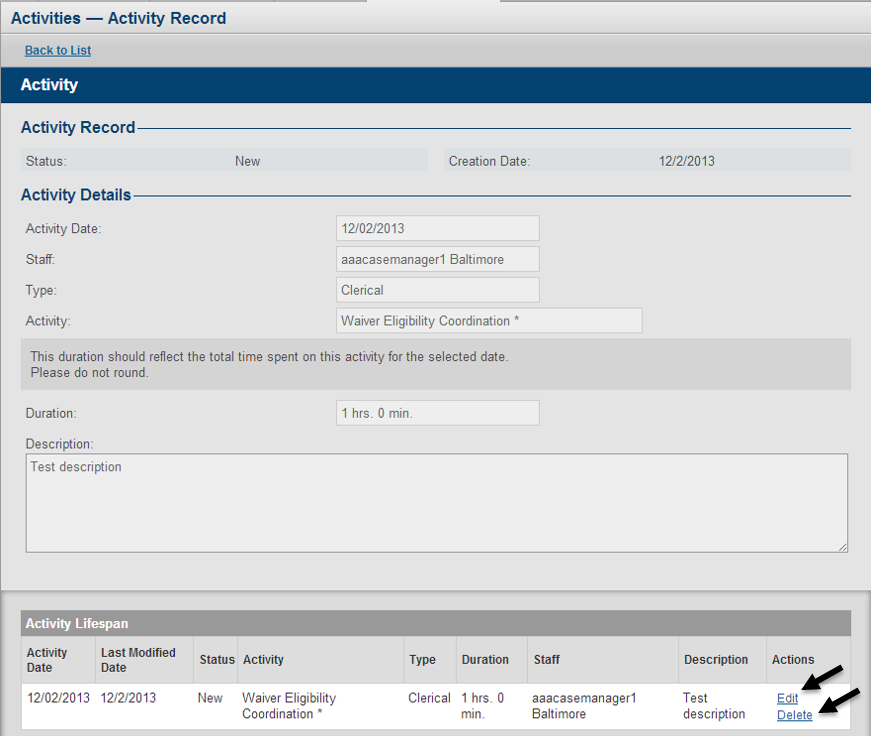 Activities — Activity Record
Back to List
Activity
Activity Record
Status: New Creation Date: 12/2/2013
Activity Details
Activity Date: 12/02/2013
Staff: aaacasemanager1 Baltimore
Type: Clerical
Activity: Waiver Eligibility Coordination *
This duration should reflect the total time spent on this activity for the selected date.
Please do not round.
Duration: 1 hrs. 0 min.
Description:
Test description
Activity Lifespan
Activity Date Last Modified Date Status Activity Type Duration Staff Description Actions
12/02/2013 12/2/2013 New Waiver Eligibility Coordination * Clerical 1 hrs. 0 min. aaacasemanager1 Baltimore Test description Edit
Delete